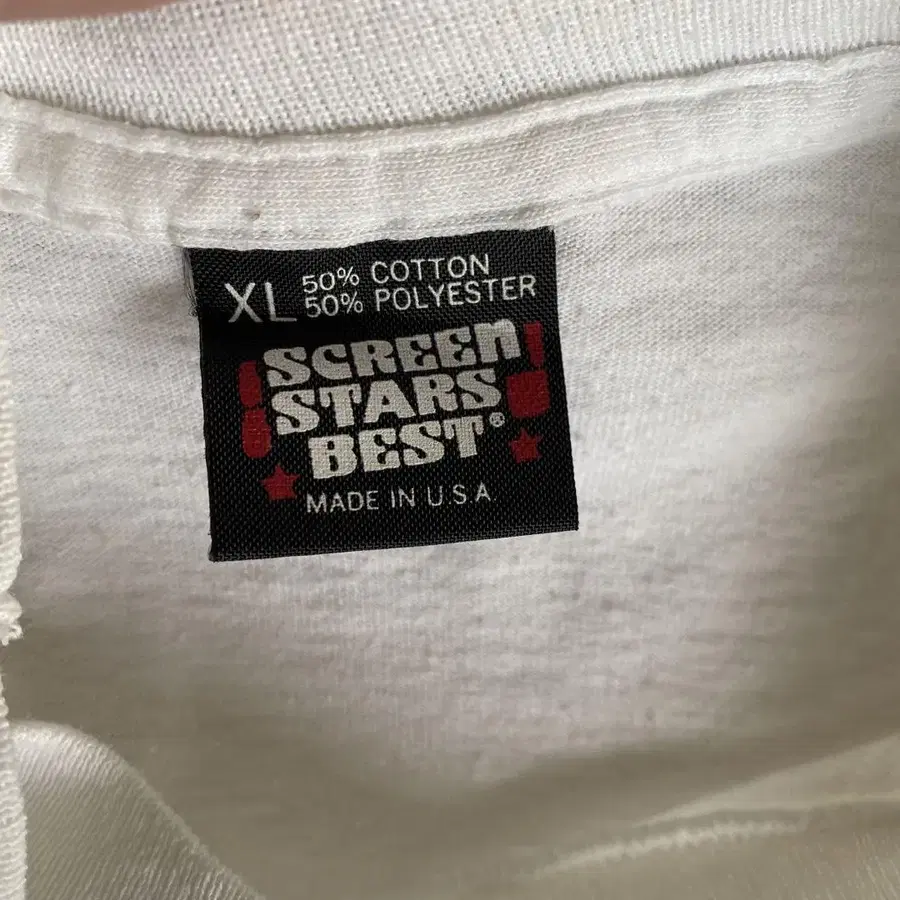 XL 50% COTTON
50% POLYESTER
SCREEN
STARS
BEST®
MADE IN U.S.A.